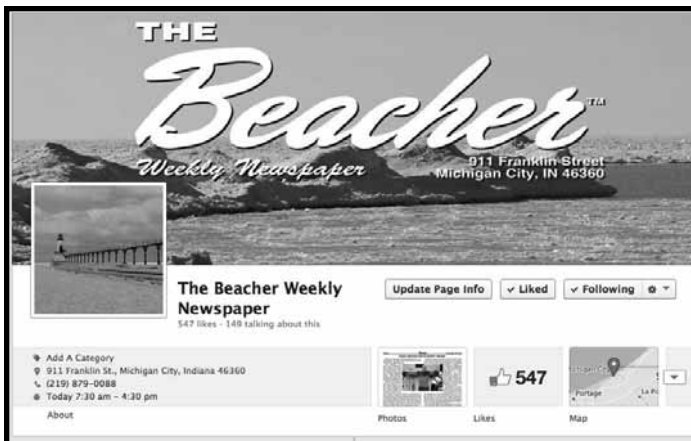 THE
Beacher™
Weekly Newspaper
911 Franklin Street
Michigan City, IN 46360
The Beacher Weekly
Newspaper
547 likes · 149 talking about this
Update Page Info
✓ Liked
✓ Following
Add A Category
911 Franklin St., Michigan City, Indiana 46360
(219) 879-0088
Today 7:30 am – 4:30 pm
About
547
Portage
Photos
Likes
Map